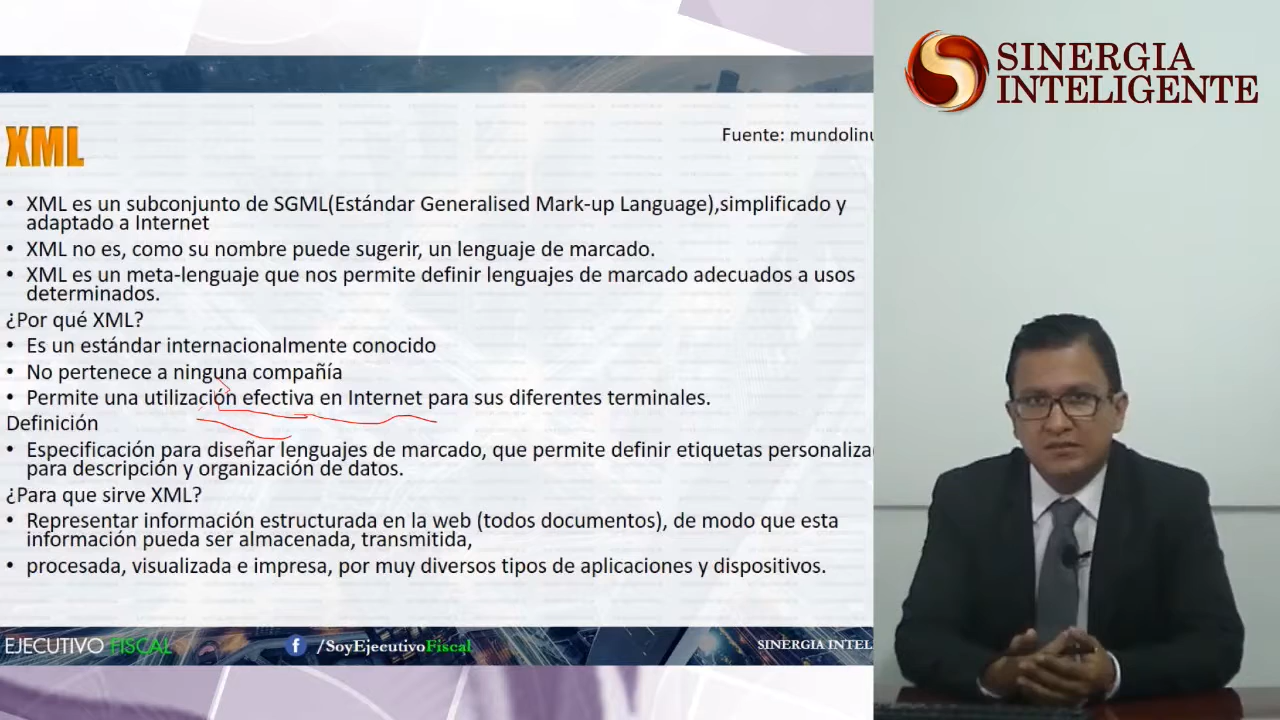 SINERGIA
INTELIGENTE
Fuente:
XML
• XML es un subconjunto de SGML(Estándar Generalised Mark-up Language),simplificado y
adaptado a Internet
• XML no es, como su nombre puede sugerir, un lenguaje de marcado.
• XML es un meta-lenguaje que nos permite definir lenguajes de marcado adecuados a usos
determinados.
¿Por qué XML?
• Es un estándar internacionalmente conocido
• No pertenece a ninguna compañía
• Permite una utilización efectiva en Internet para sus diferentes terminales.
Definición
• Especificación para diseñar lenguajes de marcado, que permite definir etiquetas
para descripción y organización de datos.
¿Para que sirve XML?
• Representar información estructurada en la web (todos documentos), de modo que esta
información pueda ser almacenada, transmitida,
• procesada, visualizada e impresa, por muy diversos tipos de aplicaciones y dispositivos.
EJECUTIVO FISCAL
f /SoyEjecutivoFiscal
SINERGIA